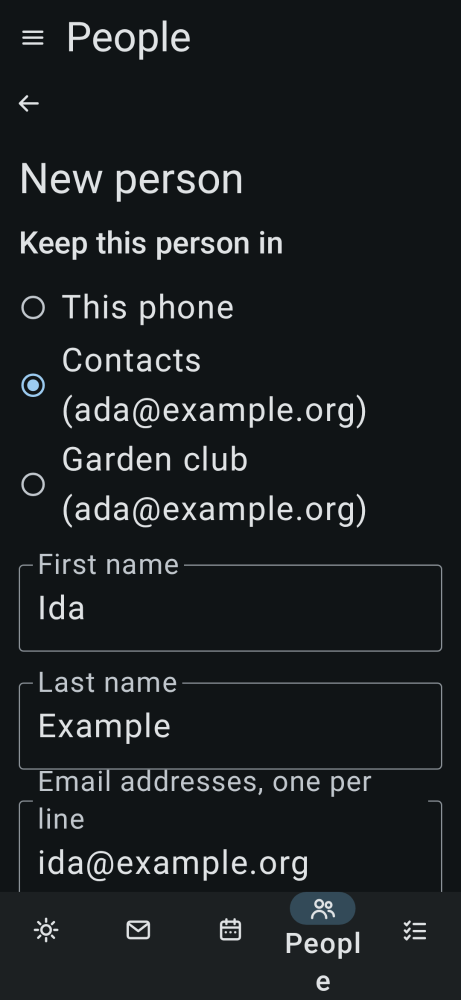 People
New person
Keep this person in
This phone
Contacts
(ada@example.org)
Garden club
(ada@example.org)
First name
Ida
Last name
Example
Email addresses, one per
line
ida@example.org
Peopl
e